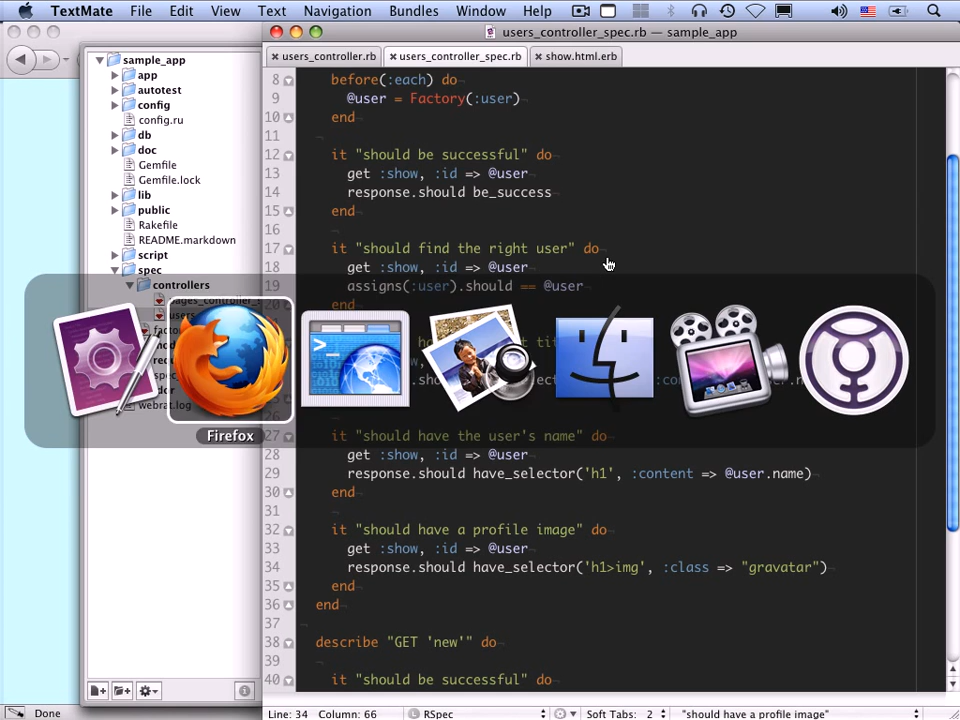 TextMate File Edit View Text Navigation Bundles Window Help
users_controller_spec.rb — sample_app
users_controller.rb users_controller_spec.rb show.html.erb
sample_app
app
autotest
config
config.ru
db
doc
Gemfile
Gemfile.lock
lib
public
Rakefile
README.markdown
script
spec
controllers
pages_controller_
users_
webrat.log
8 before(:each) do
9 @user = Factory(:user)
10 end
11
12 it "should be successful" do
13 get :show, :id => @user
14 response.should be_success
15 end
16
17 it "should find the right user" do
18 get :show, :id => @user
19 assigns(:user).should == @user
end
Firefox
27 it "should have the user's name" do
28 get :show, :id => @user
29 response.should have_selector('h1', :content => @user.name)
30 end
31
32 it "should have a profile image" do
33 get :show, :id => @user
34 response.should have_selector('h1>img', :class => "gravatar")
35 end
36 end
37
38 describe "GET 'new'" do
39
40 it "should be successful" do
Done
Line: 34 Column: 66 RSpec Soft Tabs: 2 "should have a profile image"